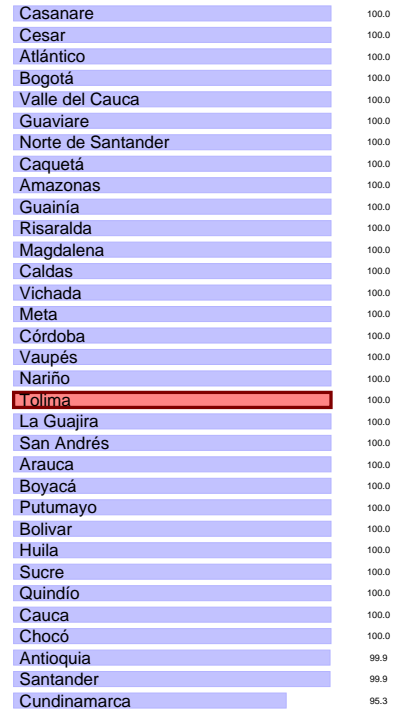 Casanare 100.0
Cesar 100.0
Atlántico 100.0
Bogotá 100.0
Valle del Cauca 100.0
Guaviare 100.0
Norte de Santander 100.0
Caquetá 100.0
Amazonas 100.0
Guainía 100.0
Risaralda 100.0
Magdalena 100.0
Caldas 100.0
Vichada 100.0
Meta 100.0
Córdoba 100.0
Vaupés 100.0
Nariño 100.0
Tolima 100.0
La Guajira 100.0
San Andrés 100.0
Arauca 100.0
Boyacá 100.0
Putumayo 100.0
Bolivar 100.0
Huila 100.0
Sucre 100.0
Quindío 100.0
Cauca 100.0
Chocó 100.0
Antioquia 99.9
Santander 99.9
Cundinamarca 95.3